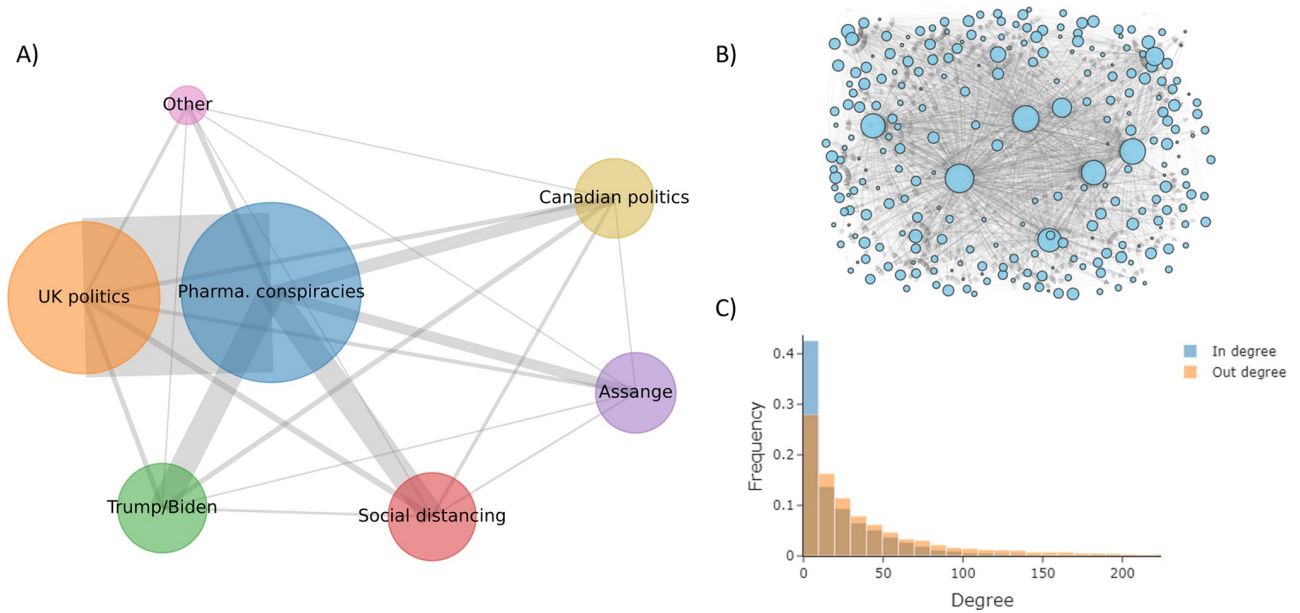 A)
Other
Canadian politics
UK politics
Pharma. conspiracies
Assange
Trump/Biden
Social distancing
B)
C)
In degree
Out degree
Frequency
0.4
0.3
0.2
0.1
0
0
50
100
150
200
Degree